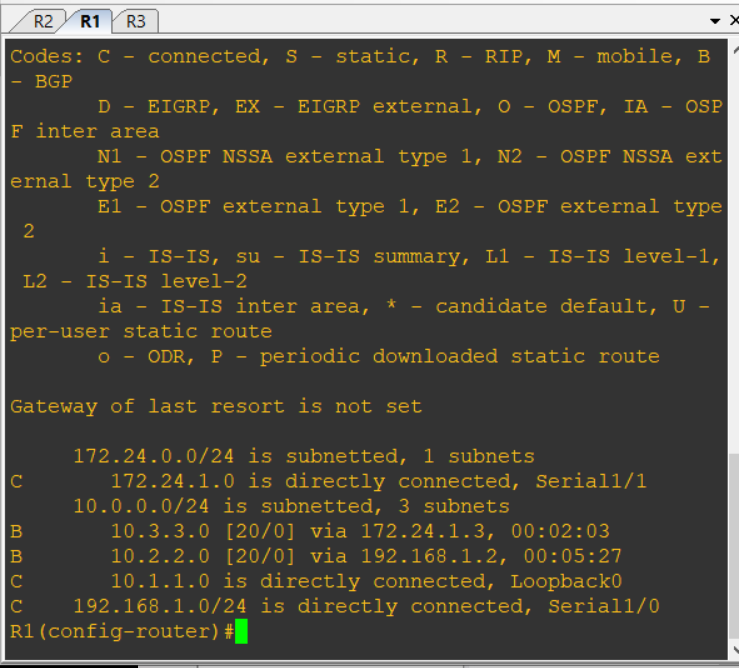 R2 R1 R3
Codes: C - connected, S - static, R - RIP, M - mobile, B
- BGP
D - EIGRP, EX - EIGRP external, O - OSPF, IA - OSP
F inter area
N1 - OSPF NSSA external type 1, N2 - OSPF NSSA ext
ernal type 2
E1 - OSPF external type 1, E2 - OSPF external type
2
i - IS-IS, su - IS-IS summary, L1 - IS-IS level-1,
L2 - IS-IS level-2
ia - IS-IS inter area, * - candidate default, U -
per-user static route
o - ODR, P - periodic downloaded static route
Gateway of last resort is not set
172.24.0.0/24 is subnetted, 1 subnets
C 172.24.1.0 is directly connected, Serial1/1
10.0.0.0/24 is subnetted, 3 subnets
B 10.3.3.0 [20/0] via 172.24.1.3, 00:02:03
B 10.2.2.0 [20/0] via 192.168.1.2, 00:05:27
C 10.1.1.0 is directly connected, Loopback0
C 192.168.1.0/24 is directly connected, Serial1/0
R1(config-router)#